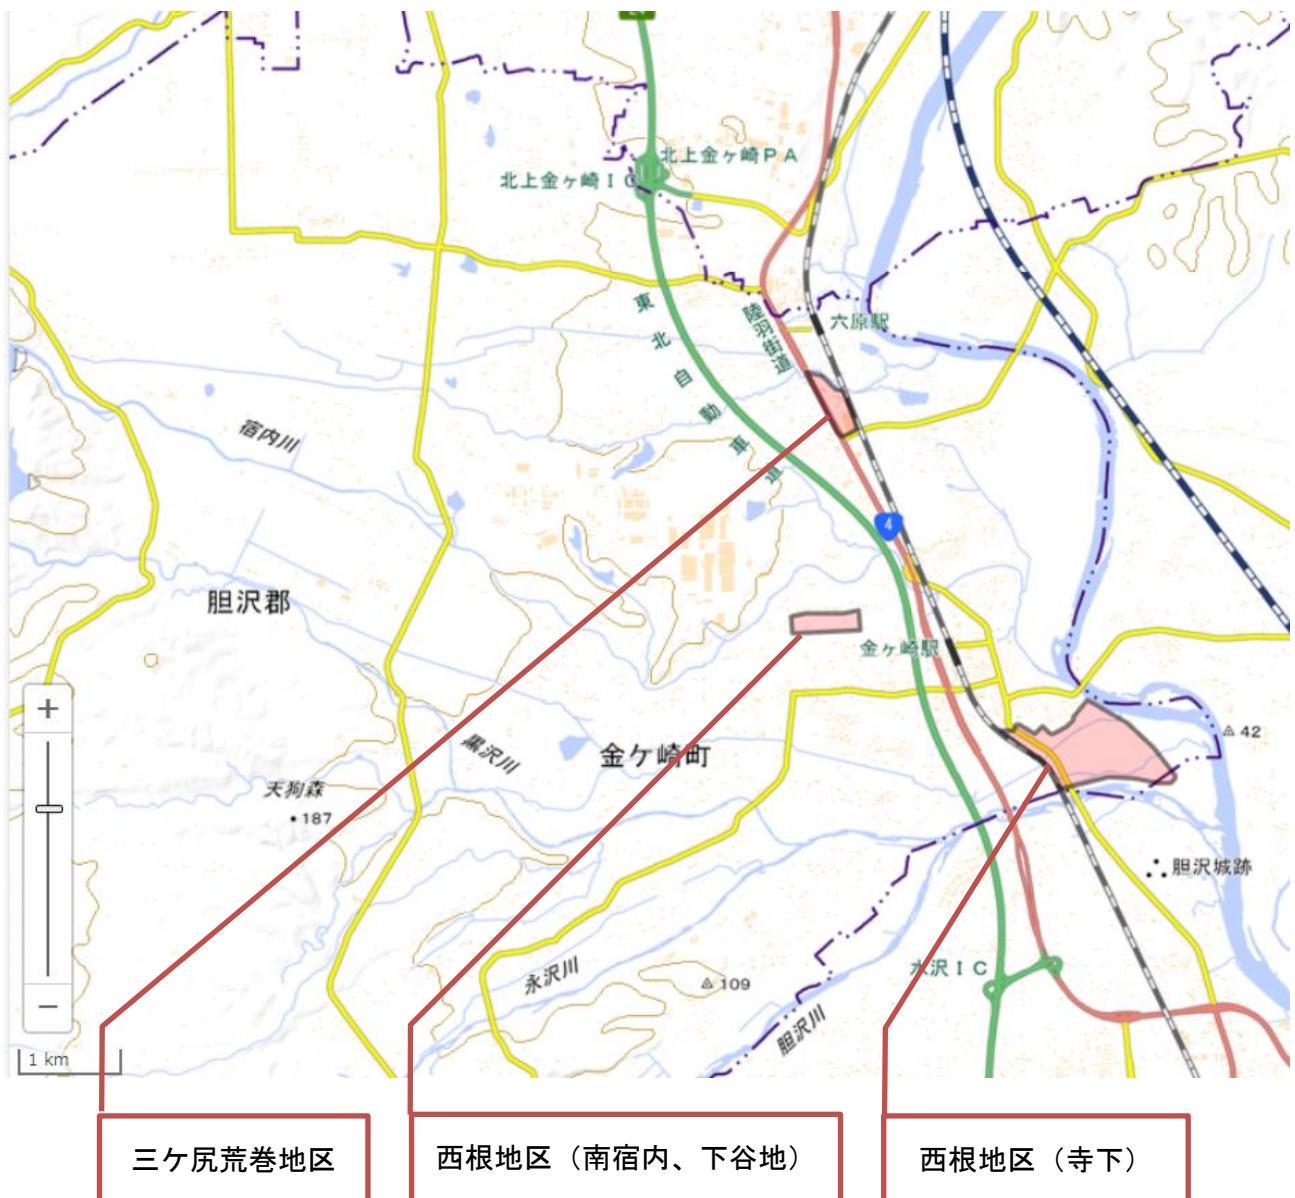 北上金ヶ崎PA
北上金ヶ崎IC
東北自動車道
陸羽街道
六原駅
宿内川
4
胆沢郡
金ヶ崎駅
+
42
黒沢川
金ケ崎町
天狗森
187
胆沢城跡
永沢川
109
水沢IC
胆沢川
−
1 km
三ケ尻荒巻地区
西根地区（南宿内、下谷地）
西根地区（寺下）